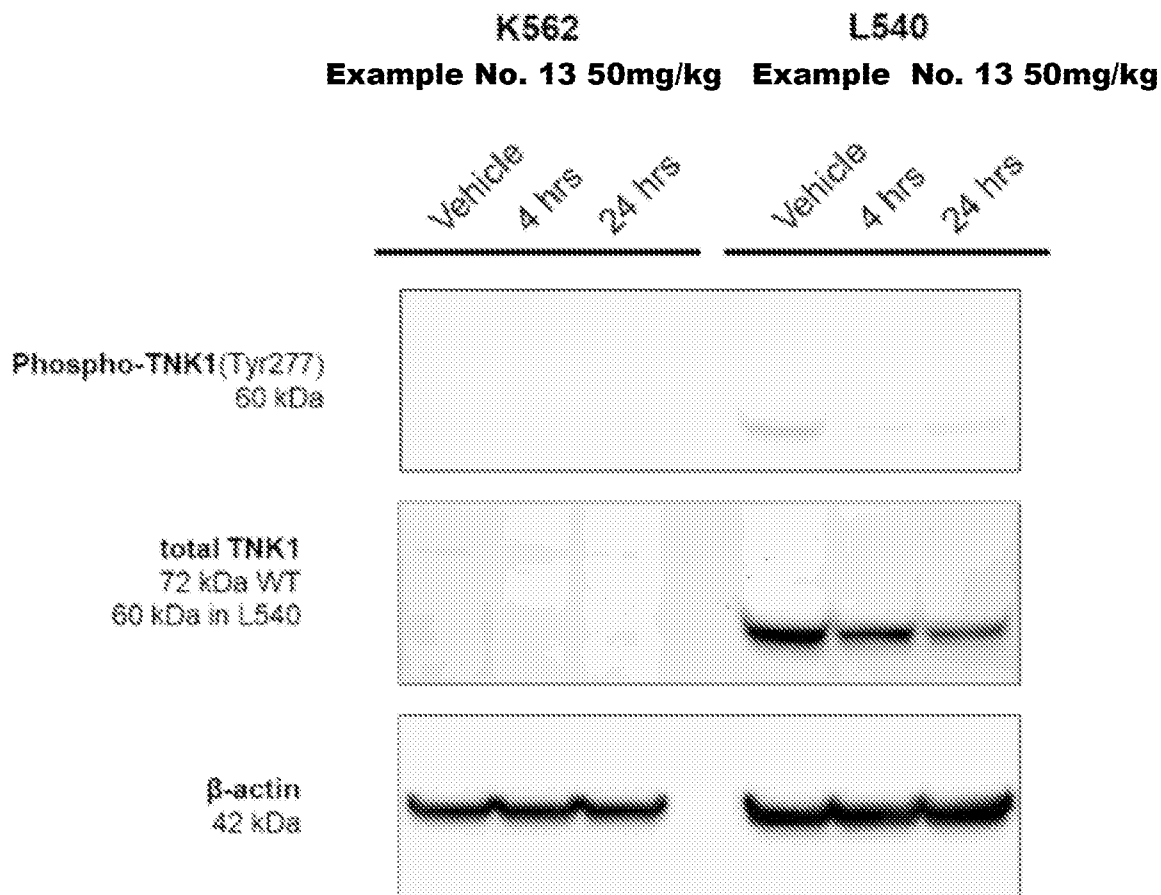 K562 L540
Example No. 13 50mg/kg Example No. 13 50mg/kg
Vehicle 4 hrs 24 hrs Vehicle 4 hrs 24 hrs
Phospho-TNK1(Tyr277)
60 kDa
total TNK1
72 kDa WT
60 kDa in L540
β-actin
42 kDa